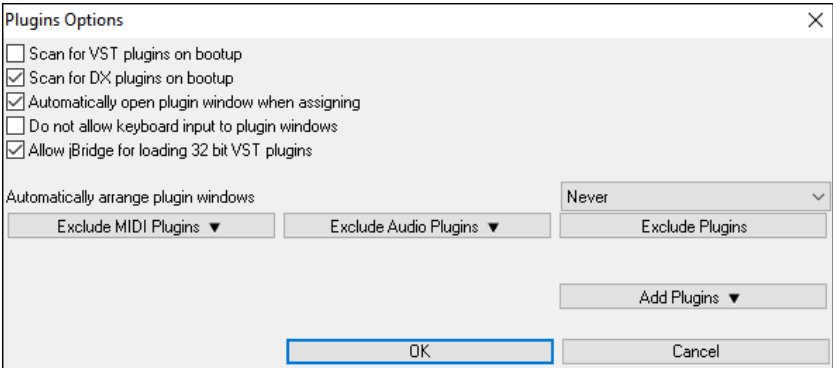 Plugins Options
Scan for VST plugins on bootup
Scan for DX plugins on bootup
Automatically open plugin window when assigning
Do not allow keyboard input to plugin windows
Allow jBridge for loading 32 bit VST plugins
Automatically arrange plugin windows Never
Exclude MIDI Plugins ▼ Exclude Audio Plugins ▼ Exclude Plugins
Add Plugins ▼
OK Cancel